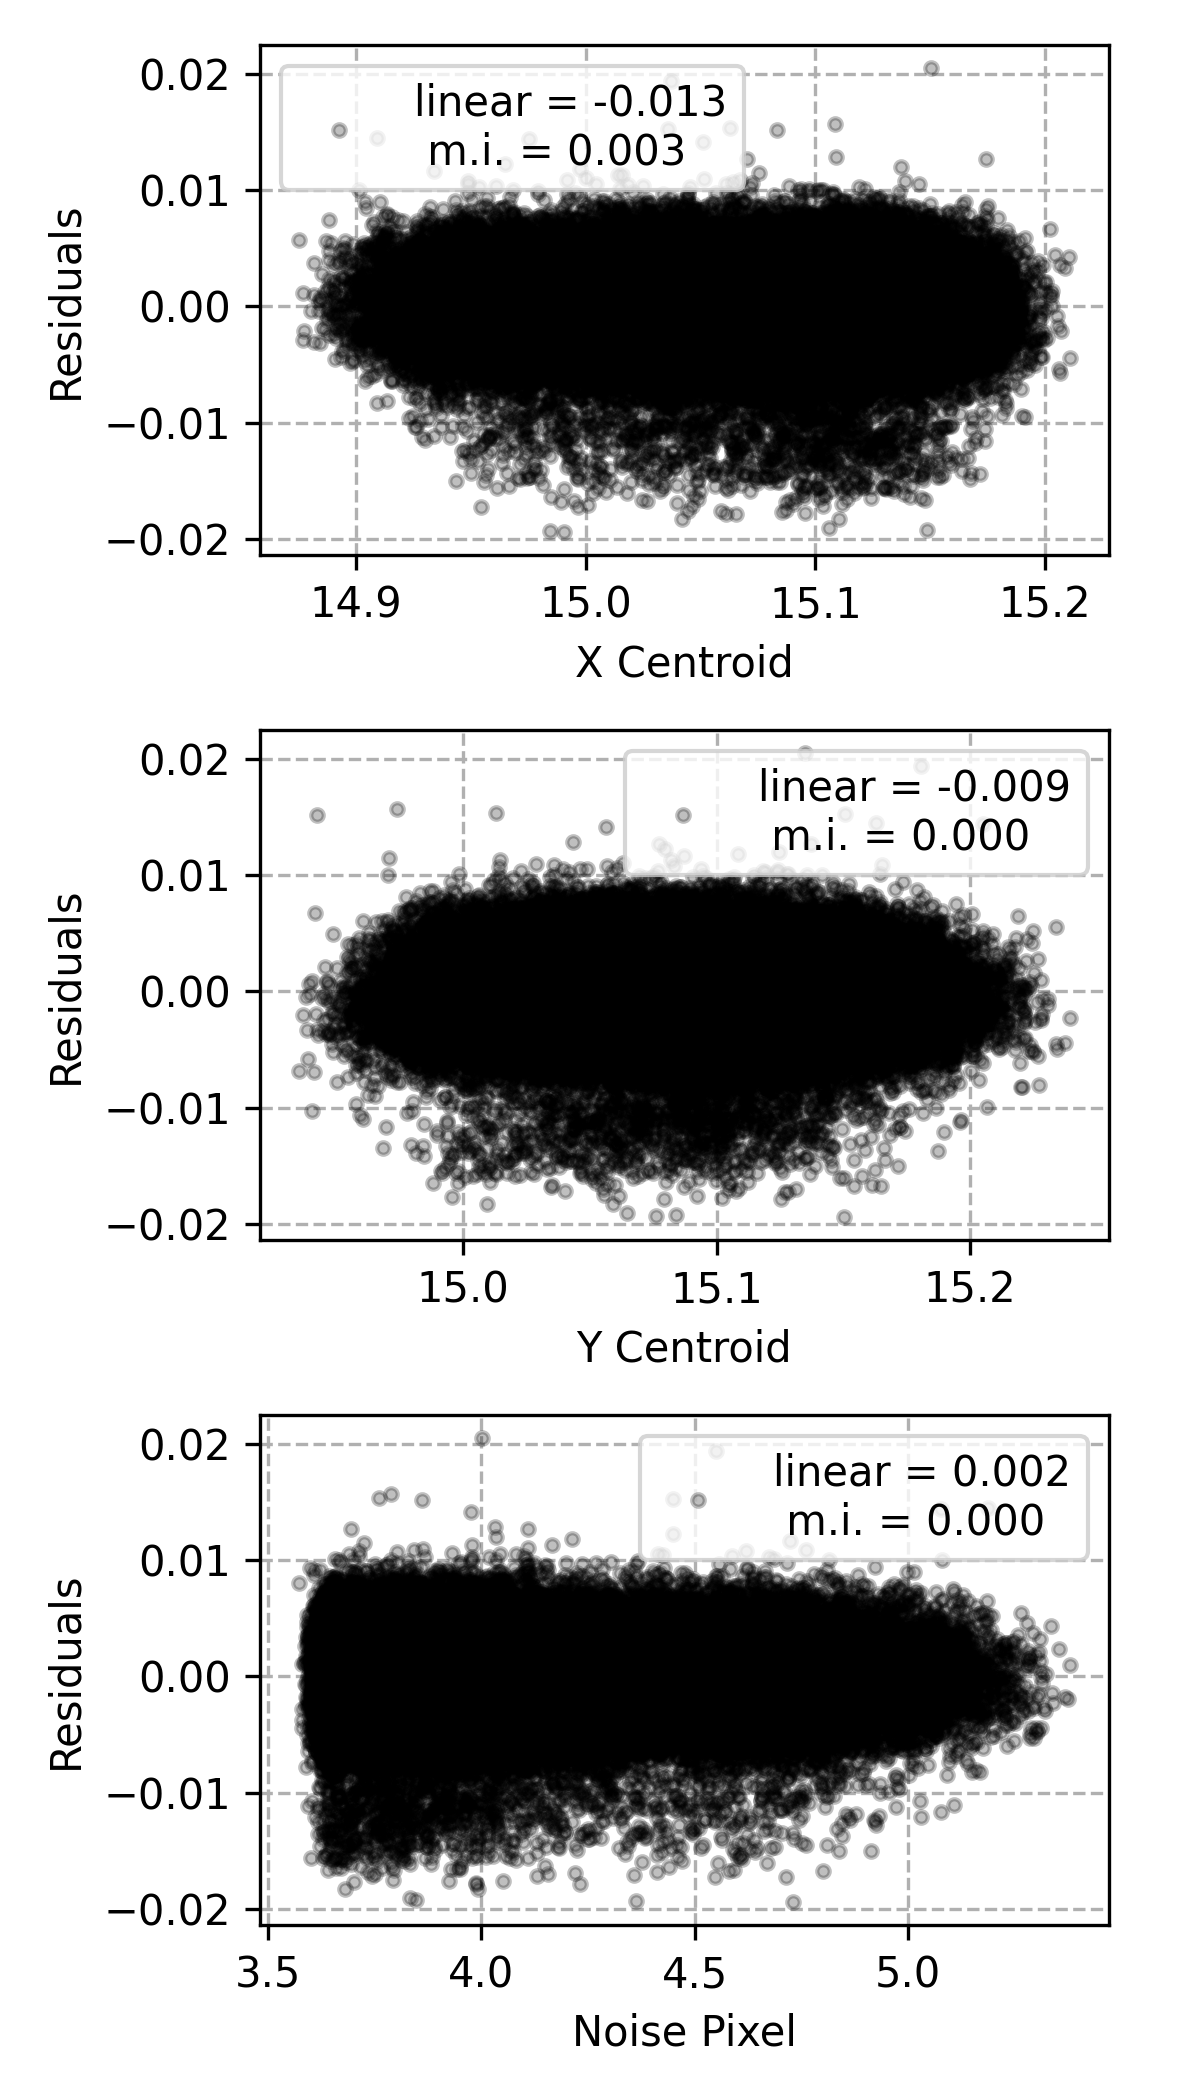 0.02
0.01
0.00
−0.01
−0.02
Residuals
linear = -0.013
m.i. = 0.003
14.9 15.0 15.1 15.2
X Centroid
0.02
0.01
0.00
−0.01
−0.02
Residuals
linear = -0.009
m.i. = 0.000
15.0 15.1 15.2
Y Centroid
0.02
0.01
0.00
−0.01
−0.02
Residuals
linear = 0.002
m.i. = 0.000
3.5 4.0 4.5 5.0
Noise Pixel